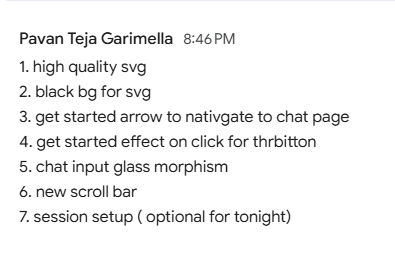 Pavan Teja Garimella 8:46 PM
1. high quality svg
2. black bg for svg
3. get started arrow to nativgate to chat page
4. get started effect on click for thrbitton
5. chat input glass morphism
6. new scroll bar
7. session setup ( optional for tonight)